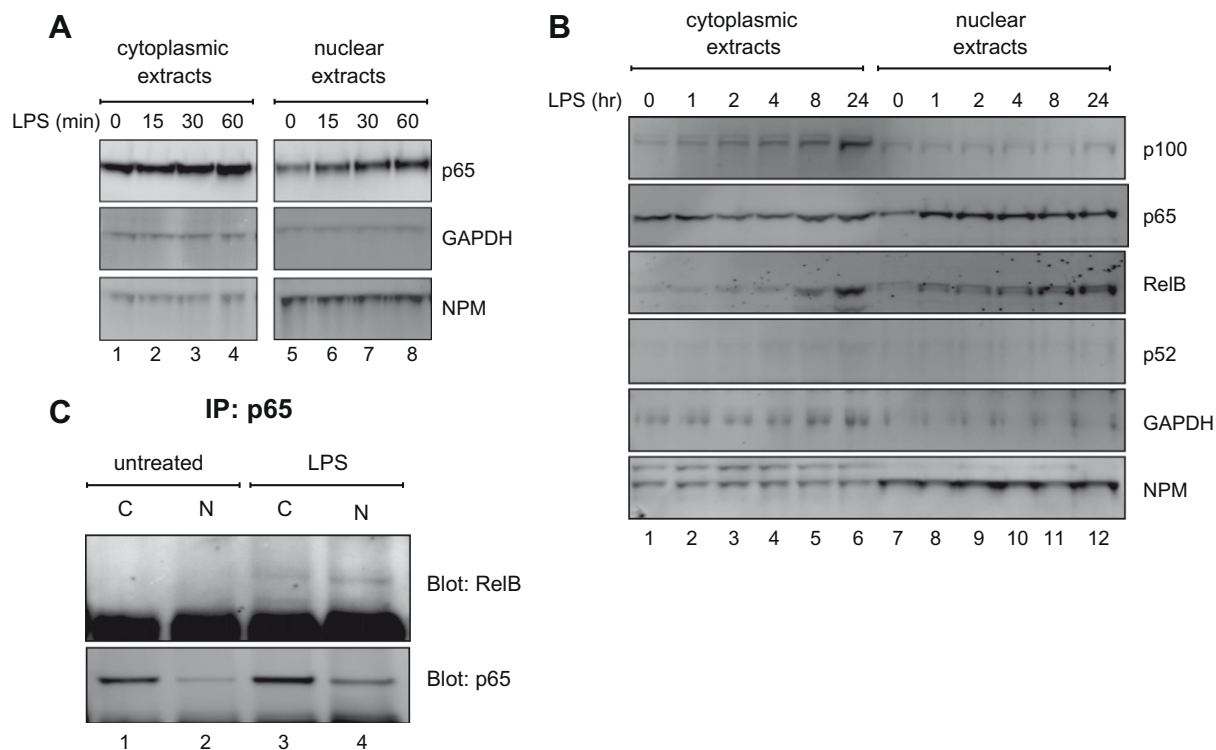 A
cytoplasmic
extracts
nuclear
extracts
LPS (min) 0 15 30 60 0 15 30 60
p65
GAPDH
NPM
1 2 3 4 5 6 7 8
B
cytoplasmic
extracts
nuclear
extracts
LPS (hr) 0 1 2 4 8 24 0 1 2 4 8 24
p100
p65
RelB
p52
GAPDH
NPM
1 2 3 4 5 6 7 8 9 10 11 12
C
IP: p65
untreated LPS
C N C N
Blot: RelB
Blot: p65
1 2 3 4